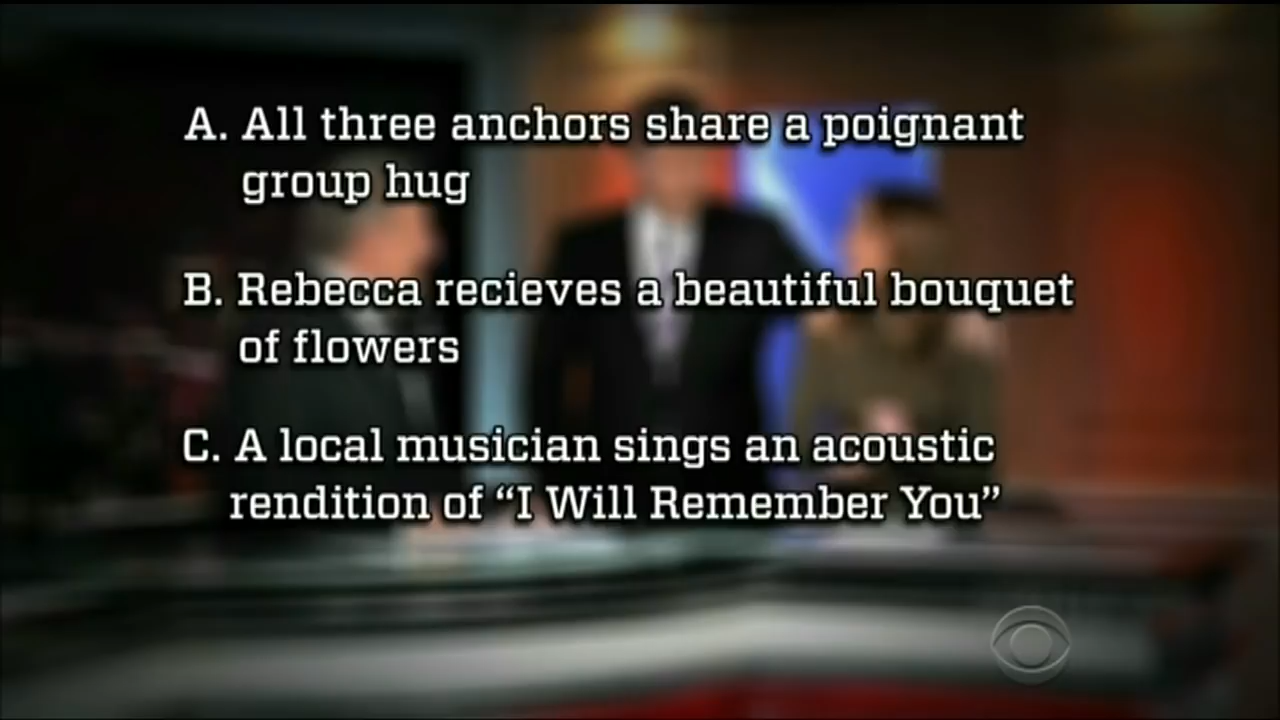 A. All three anchors share a poignant
group hug
B. Rebecca recieves a beautiful bouquet
of flowers
C. A local musician sings an acoustic
rendition of “I Will Remember You”